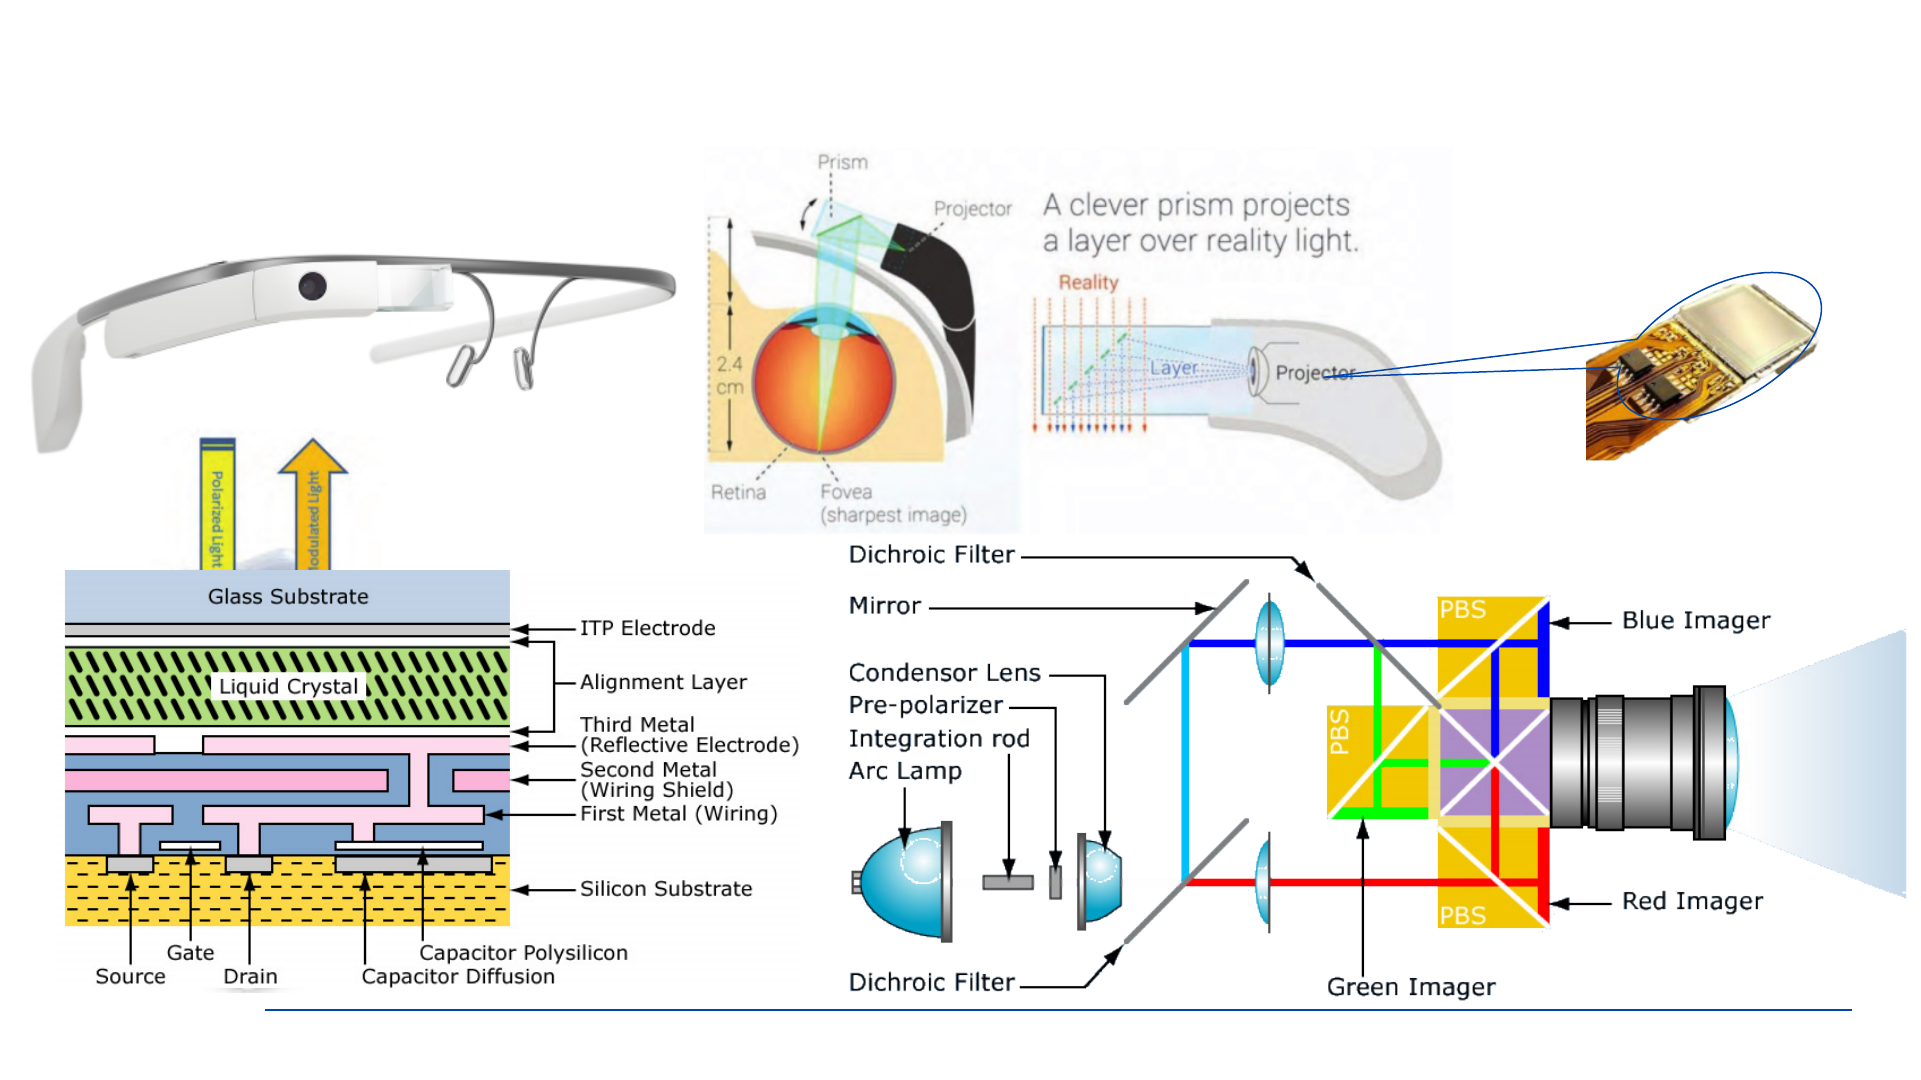 Prism
Projector
A clever prism projects
a layer over reality light.
Reality
Layer
Projector
2.4
cm
Retina
Fovea
(sharpest image)
Polarized Light
Modulated Light
Glass Substrate
ITP Electrode
Liquid Crystal
Alignment Layer
Third Metal
(Reflective Electrode)
Second Metal
(Wiring Shield)
First Metal (Wiring)
Silicon Substrate
Capacitor Polysilicon
Gate
Source
Drain
Capacitor Diffusion
Dichroic Filter
Mirror
Condensor Lens
Pre-polarizer
Integration rod
Arc Lamp
Dichroic Filter
PBS
Blue Imager
PBS
Red Imager
PBS
Green Imager